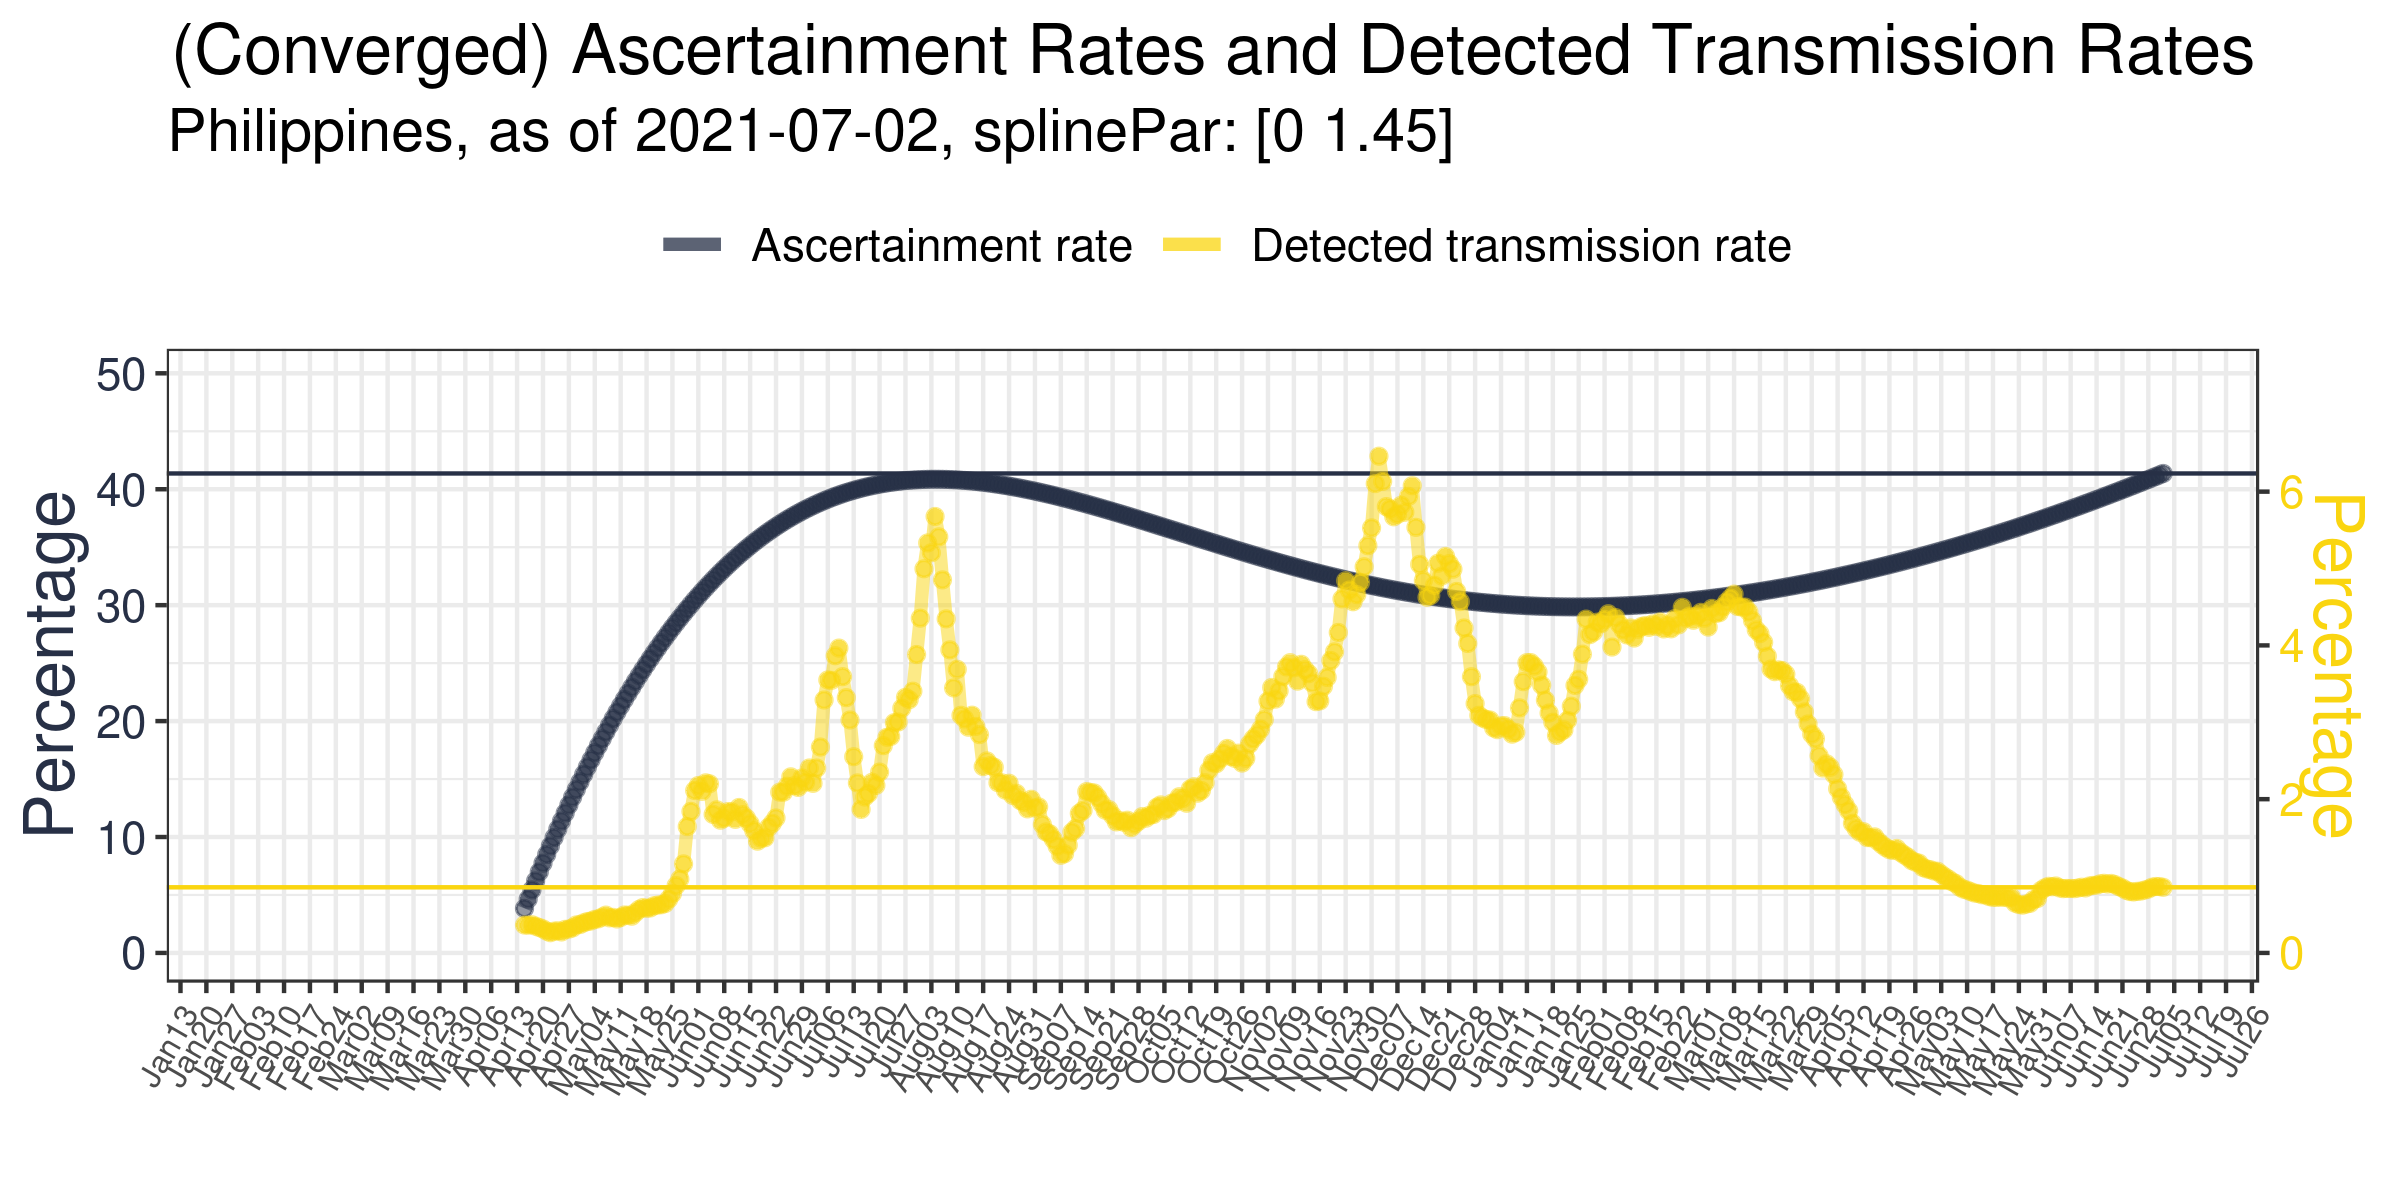 (Converged) Ascertainment Rates and Detected Transmission Rates
Philippines, as of 2021-07-02, splinePar: [0 1.45]
Ascertainment rate
Detected transmission rate
Percentage
50
40
30
20
10
0
6
4
2
0
Percentage
Jan13
Jan20
Jan27
Feb03
Feb10
Feb17
Feb24
Mar02
Mar09
Mar16
Mar23
Mar30
Apr06
Apr13
Apr20
Apr27
May04
May11
May18
May25
Jun01
Jun08
Jun15
Jun22
Jun29
Jul06
Jul13
Jul20
Jul27
Aug03
Aug10
Aug17
Aug24
Aug31
Sep07
Sep14
Sep21
Sep28
Oct05
Oct12
Oct19
Oct26
Nov02
Nov09
Nov16
Nov23
Nov30
Dec07
Dec14
Dec21
Dec28
Jan04
Jan11
Jan18
Jan25
Feb01
Feb08
Feb15
Feb22
Mar01
Mar08
Mar15
Mar22
Mar29
Apr05
Apr12
Apr19
Apr26
May03
May10
May17
May24
May31
Jun07
Jun14
Jun21
Jun28
Jul05
Jul12
Jul19
Jul26